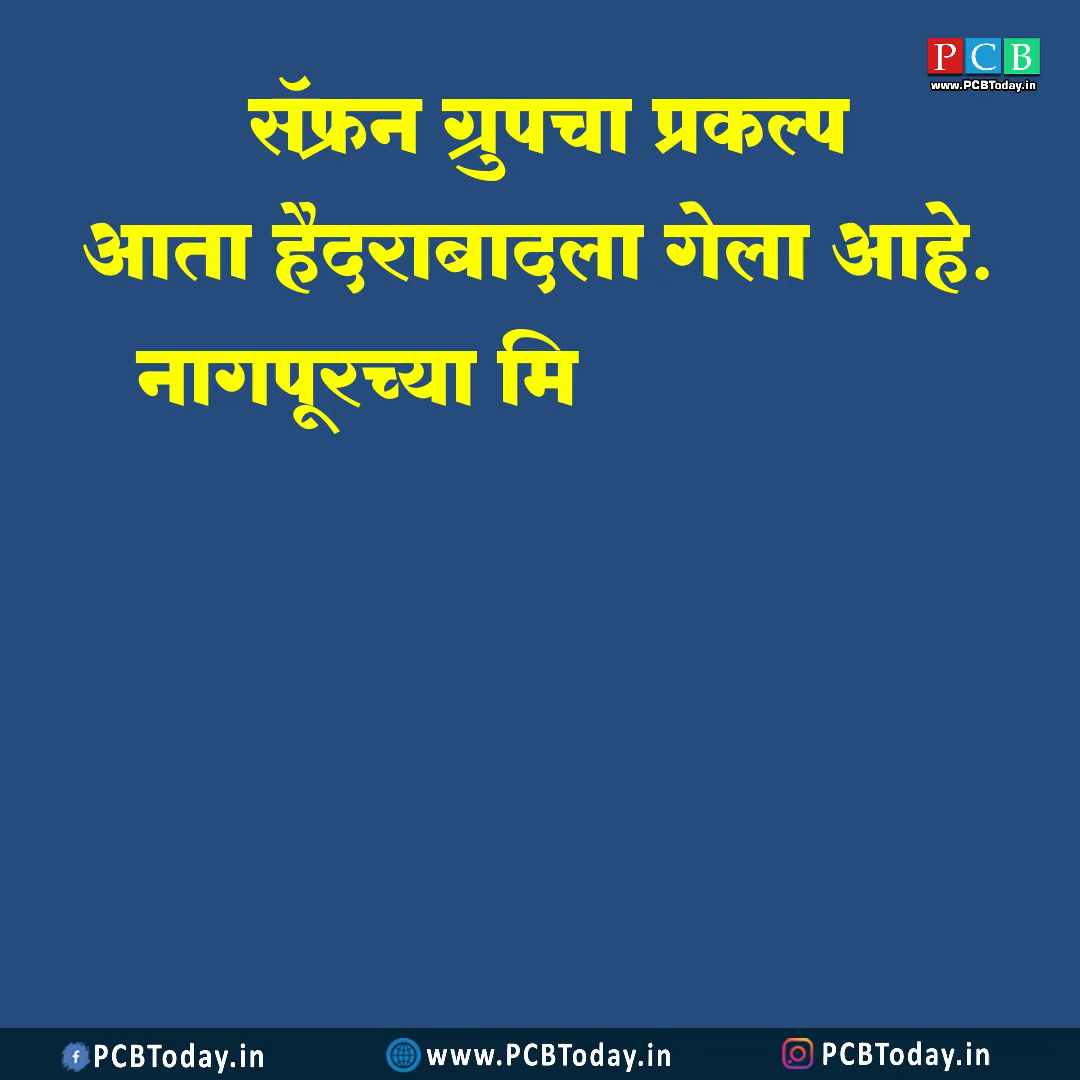 P C B
www.PCBToday.in
सॅफ्रन ग्रुपचा प्रकल्प
आता हैदराबादला गेला आहे.
नागपूरच्या मि
PCBToday.in www.PCBToday.in PCBToday.in